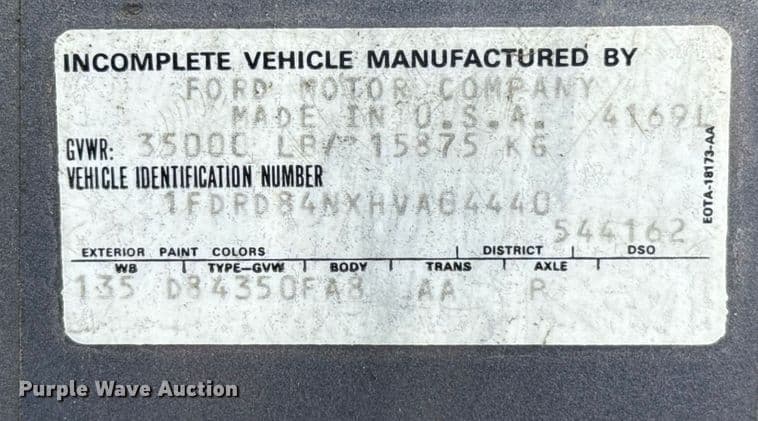 INCOMPLETE VEHICLE MANUFACTURED BY
FORD MOTOR COMPANY
MADE IN U.S.A. 41691
GVWR: 35000 LB/ 15875 KG
VEHICLE IDENTIFICATION NUMBER
1FDRD84NXHVA04440
544162
EXTERIOR PAINT COLORS DISTRICT DSO
WB TYPE-GVW BODY TRANS AXLE
135 D84350FA8 AA P
EOTA-18173-AA
Purple Wave Auction